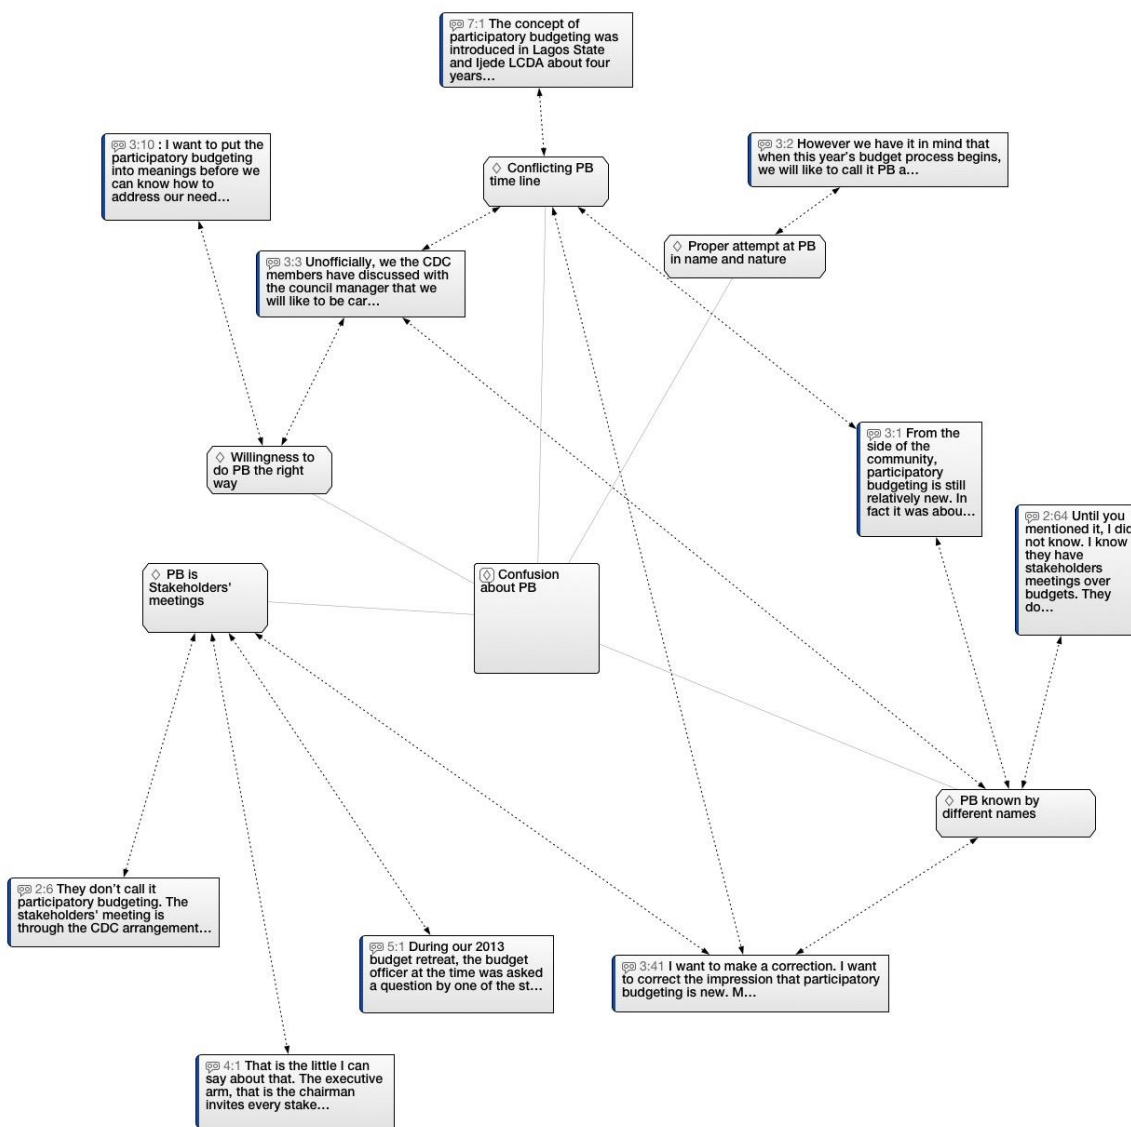 7:1 The concept of
participatory budgeting was
introduced in Lagos State
and Ijede LCDA about four
years…
3:10 : I want to put the
participatory budgeting
into meanings before we
can know how to
address our need…
3:2 However we have it in mind that
when this year's budget process begins,
we will like to call it PB a…
Conflicting PB
time line
Proper attempt at PB
in name and nature
3:3 Unofficially, we the CDC
members have discussed with
the council manager that we
will like to be car…
3:1 From the
side of the
community,
participatory
budgeting is still
relatively new. In
fact it was abou…
Willingness to
do PB the right
way
2:64 Until you
mentioned it, I did
not know. I know
they have
stakeholders
meetings over
budgets. They
do…
PB is
Stakeholders'
meetings
Confusion
about PB
PB known by
different names
2:6 They don't call it
participatory budgeting. The
stakeholders' meeting is
through the CDC arrangement…
5:1 During our 2013
budget retreat, the budget
officer at the time was asked
a question by one of the st…
3:41 I want to make a correction. I want
to correct the impression that participatory
budgeting is new. M…
4:1 That is the little I can
say about that. The executive
arm, that is the chairman
invites every stake…